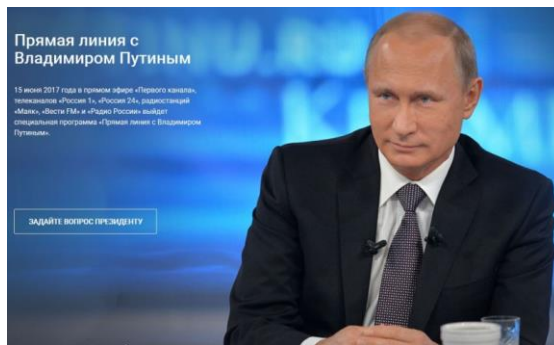 Прямая линия с
Владимиром Путиным
15 июня 2017 года в прямом эфире «Первого канала»,
телеканалов «Россия 1», «Россия 24», радиостанций
«Маяк», «Вести FM» и «Радио России» выйдет
специальная программа «Прямая линия с Владимиром
Путиным».
ЗАДАЙТЕ ВОПРОС ПРЕЗИДЕНТУ